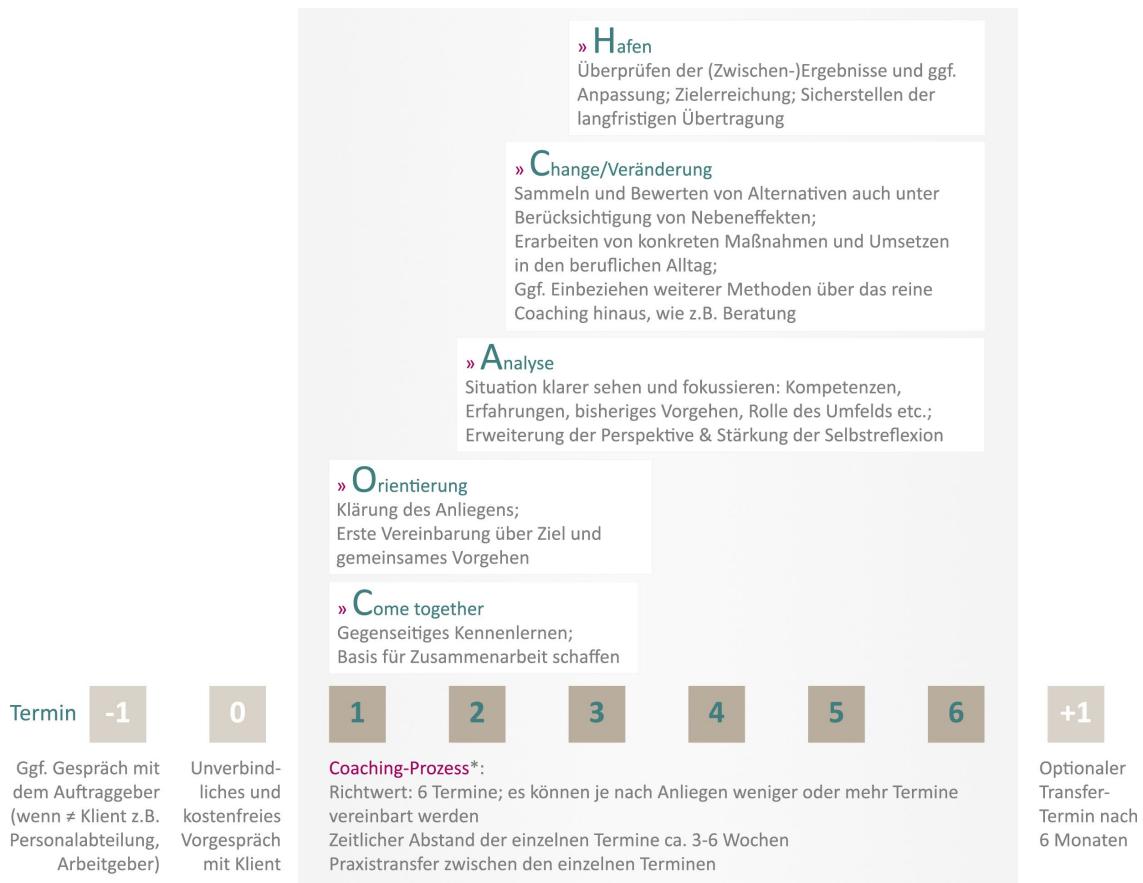 » Hafen
Überprüfen der (Zwischen-)Ergebnisse und ggf.
Anpassung; Zielerreichung; Sicherstellen der
langfristigen Übertragung
» Change/Veränderung
Sammeln und Bewerten von Alternativen auch unter
Berücksichtigung von Nebeneffekten;
Erarbeiten von konkreten Maßnahmen und Umsetzen
in den beruflichen Alltag;
Ggf. Einbeziehen weiterer Methoden über das reine
Coaching hinaus, wie z.B. Beratung
» Analyse
Situation klarer sehen und fokussieren: Kompetenzen,
Erfahrungen, bisheriges Vorgehen, Rolle des Umfelds etc.;
Erweiterung der Perspektive & Stärkung der Selbstreflexion
» Orientierung
Klärung des Anliegens;
Erste Vereinbarung über Ziel und
gemeinsames Vorgehen
» Come together
Gegenseitiges Kennenlernen;
Basis für Zusammenarbeit schaffen
Termin -1 0 1 2 3 4 5 6 +1
Ggf. Gespräch mit
dem Auftraggeber
(wenn ≠ Klient z.B.
Personalabteilung,
Arbeitgeber)
Unverbind-
liches und
kostenfreies
Vorgespräch
mit Klient
Coaching-Prozess*:
Richtwert: 6 Termine; es können je nach Anliegen weniger oder mehr Termine
vereinbart werden
Zeitlicher Abstand der einzelnen Termine ca. 3-6 Wochen
Praxistransfer zwischen den einzelnen Terminen
Optionaler
Transfer-
Termin nach
6 Monaten